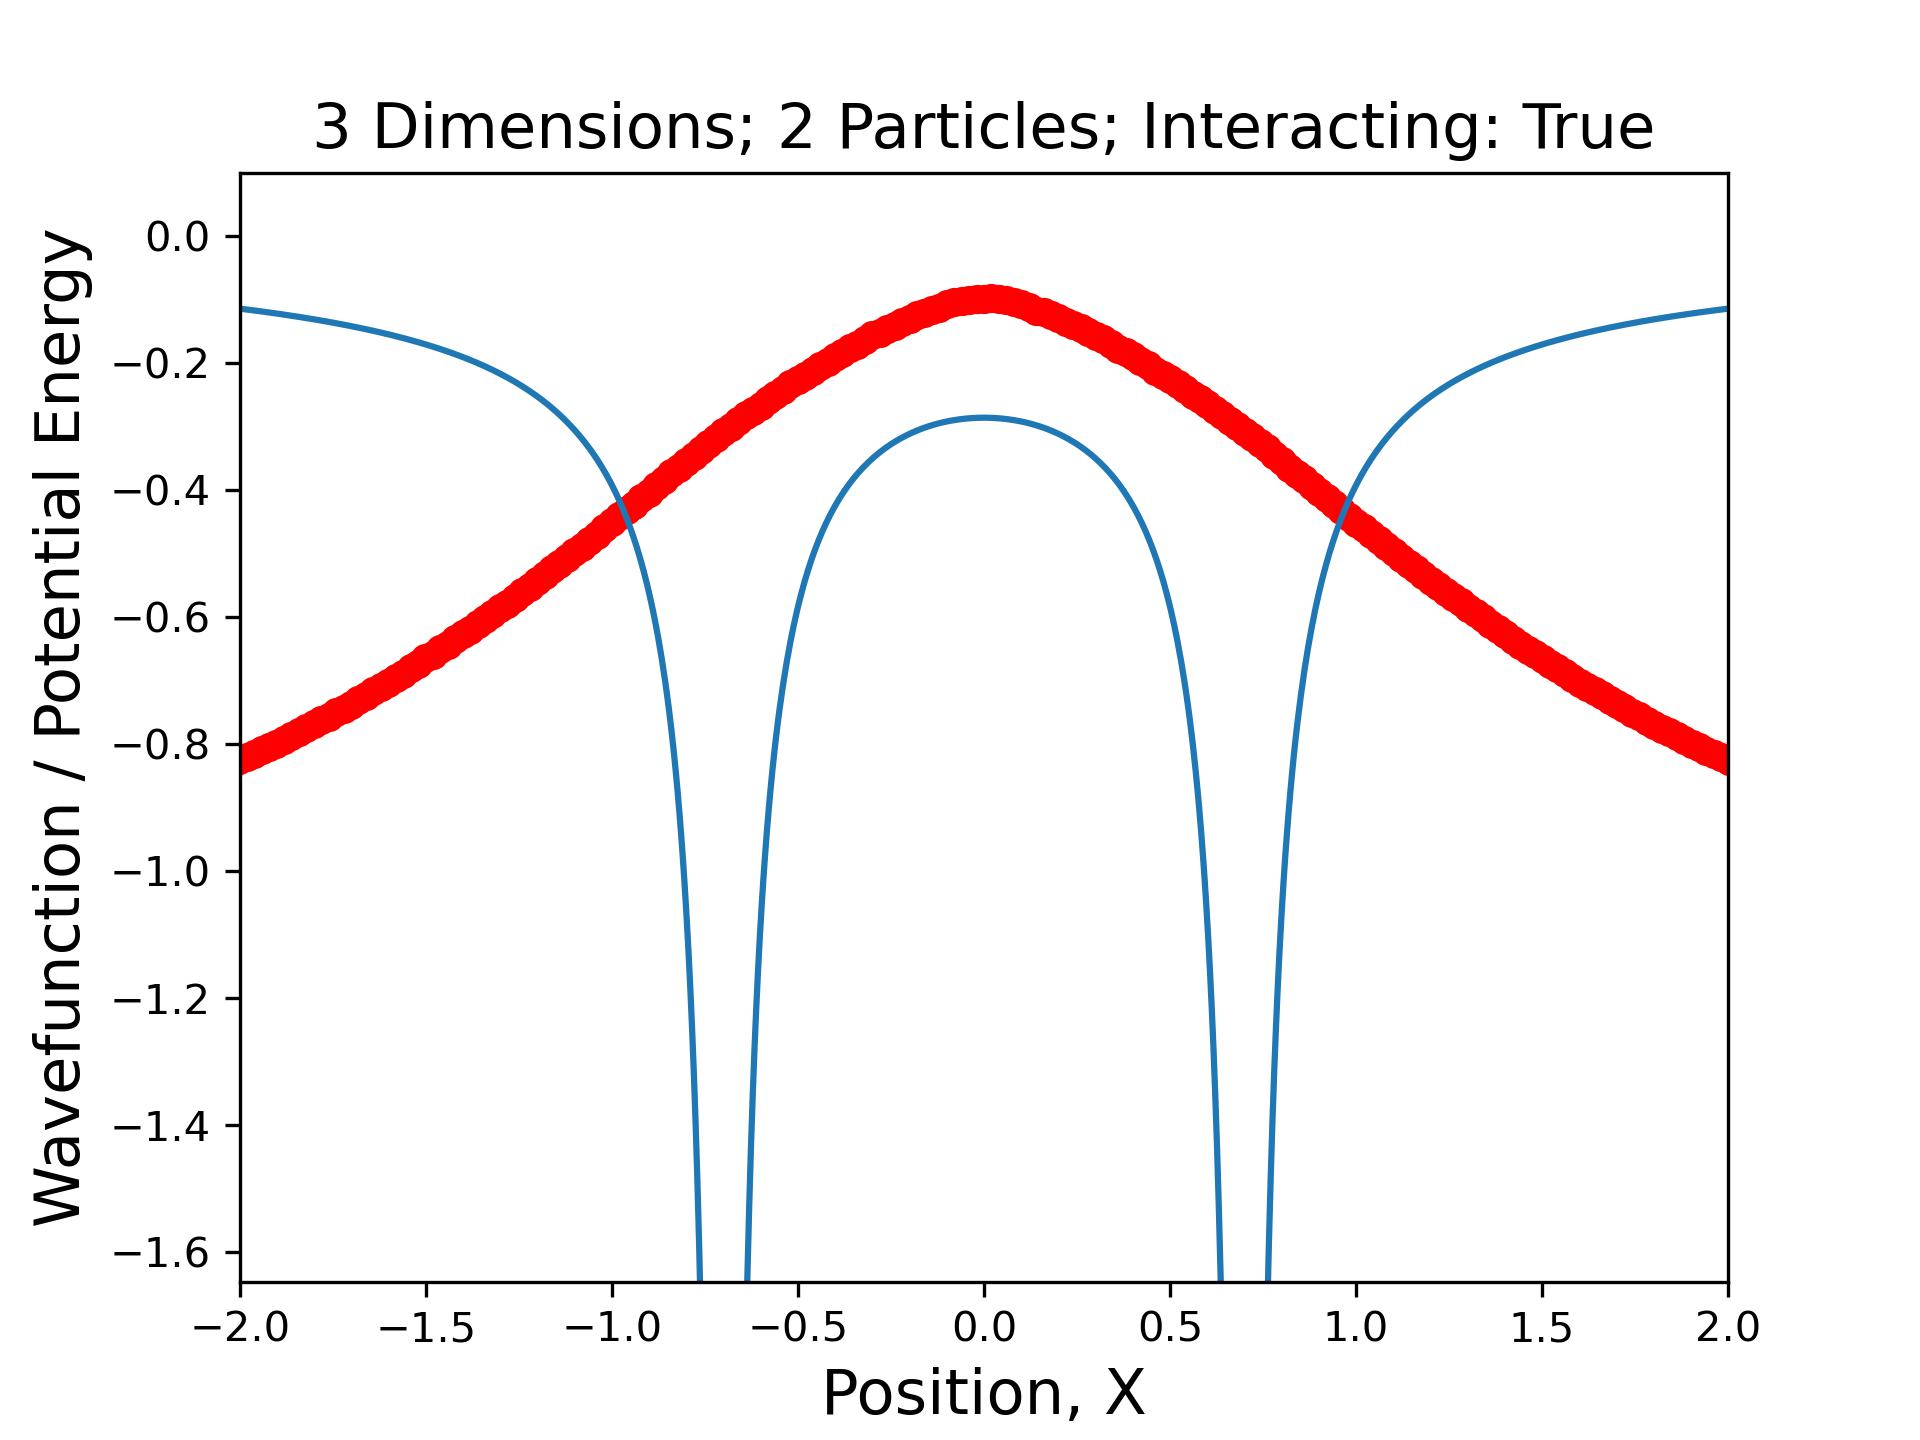 3 Dimensions; 2 Particles; Interacting: True
Wavefunction / Potential Energy
0.0
−0.2
−0.4
−0.6
−0.8
−1.0
−1.2
−1.4
−1.6
−2.0 −1.5 −1.0 −0.5 0.0 0.5 1.0 1.5 2.0
Position, X